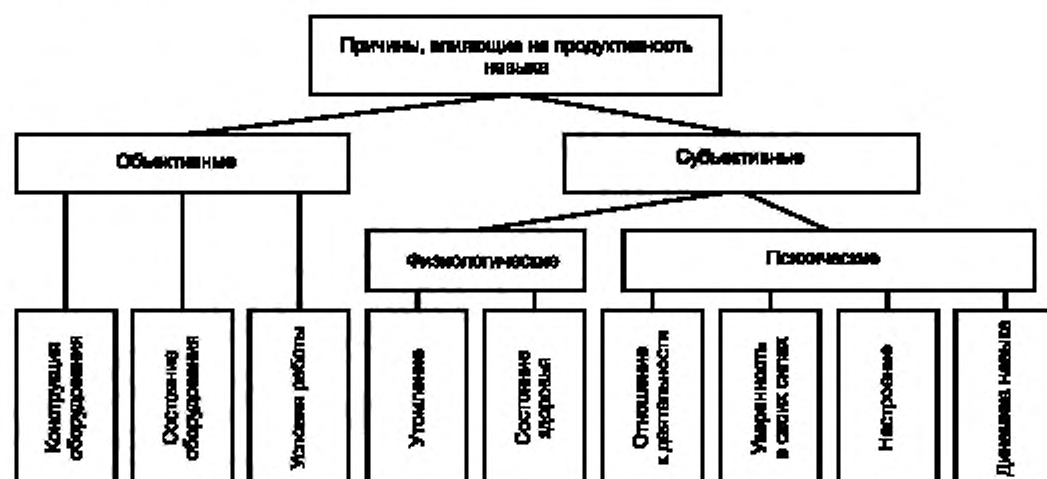 Причины, влияющие на продуктивность
навыка
Объективные
Субъективные
Физиологические
Психические
Конструкция
оборудования
Состояние
оборудования
Условия работы
Утомление
Состояние
здоровья
Отношение
к деятельности
Уверенность
в своих силах
Настроение
Динамика навыка